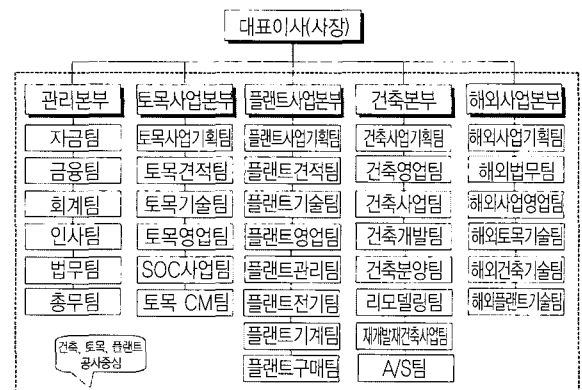 대표이사(사장)
관리본부 토목사업본부 플랜트사업본부 건축본부 해외사업본부
자금팀 토목사업기획팀 플랜트사업기획팀 건축사업기획팀 해외사업기획팀
금융팀 토목견적팀 플랜트견적팀 건축영업팀 해외법무팀
회계팀 토목기술팀 플랜트기술팀 건축사업팀 해외사업영업팀
인사팀 토목영업팀 플랜트영업팀 건축개발팀 해외토목기술팀
법무팀 SOC사업팀 플랜트관리팀 건축분양팀 해외건축기술팀
총무팀 토목 CM팀 플랜트전기팀 리모델링팀 해외플랜트기술팀
플랜트기계팀 재개발재건축사업팀
플랜트구매팀 A/S팀
건축, 토목, 플랜트
공사중심